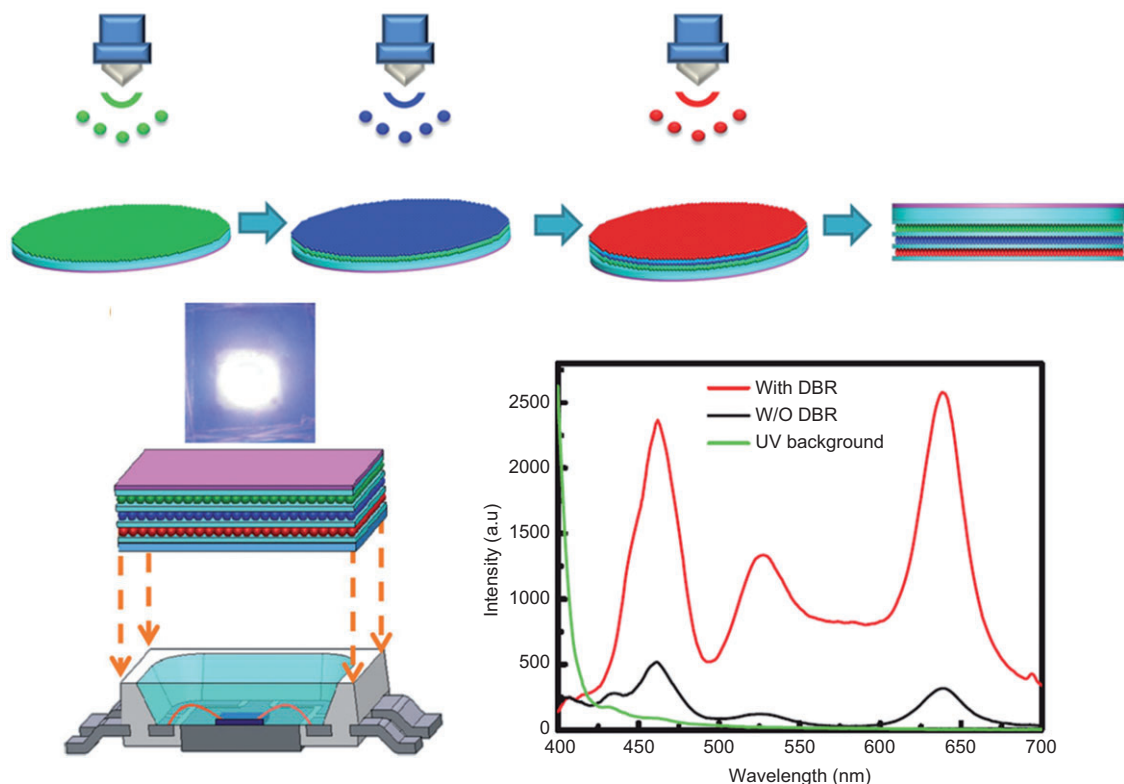 With DBR
W/O DBR
UV background
2500
2000
1500
1000
500
0
Intensity (a.u)
400 450 500 550 600 650 700
Wavelength (nm)